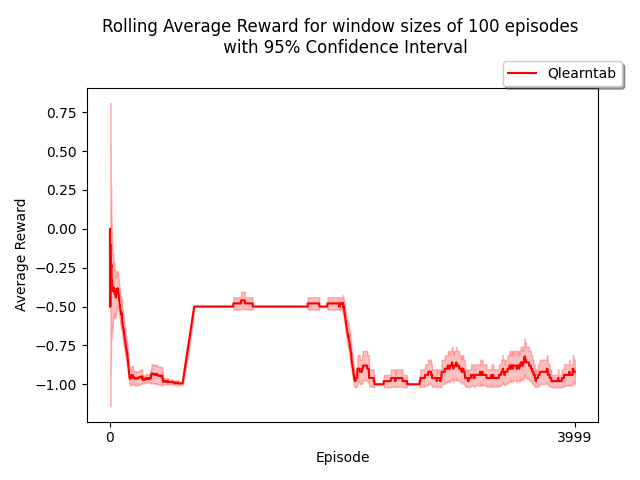 Rolling Average Reward for window sizes of 100 episodes
with 95% Confidence Interval
Qlearntab
0.75
0.50
0.25
0.00
−0.25
−0.50
−0.75
−1.00
Average Reward
0
3999
Episode